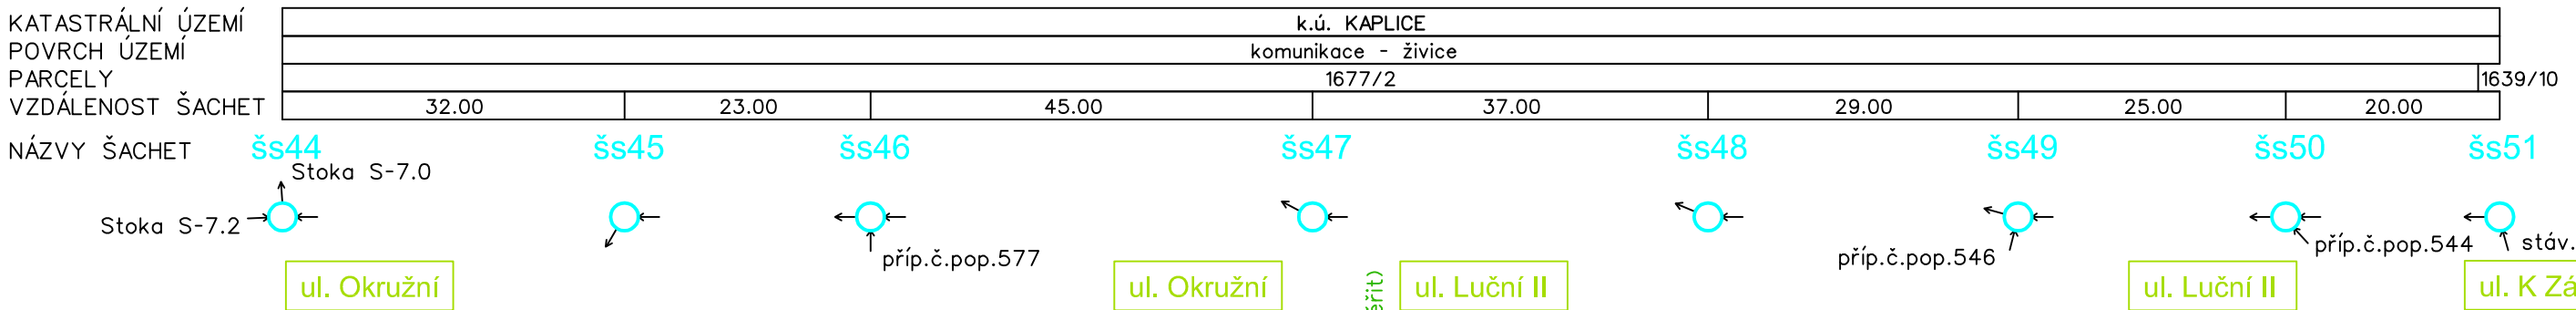 KATASTRÁLNÍ ÚZEMÍ k.ú. KAPLICE
POVRCH ÚZEMÍ komunikace - živice
PARCELY 1677/2 1639/10
VZDÁLENOST ŠACHET 32.00 23.00 45.00 37.00 29.00 25.00 20.00
NÁZVY ŠACHET šs44 šs45 šs46 šs47 šs48 šs49 šs50 šs51
Stoka S-7.0
Stoka S-7.2
příp.č.pop.577 příp.č.pop.546 příp.č.pop.544 stáv.
ul. Okružní ul. Okružní ul. Luční II ul. Luční II ul. K